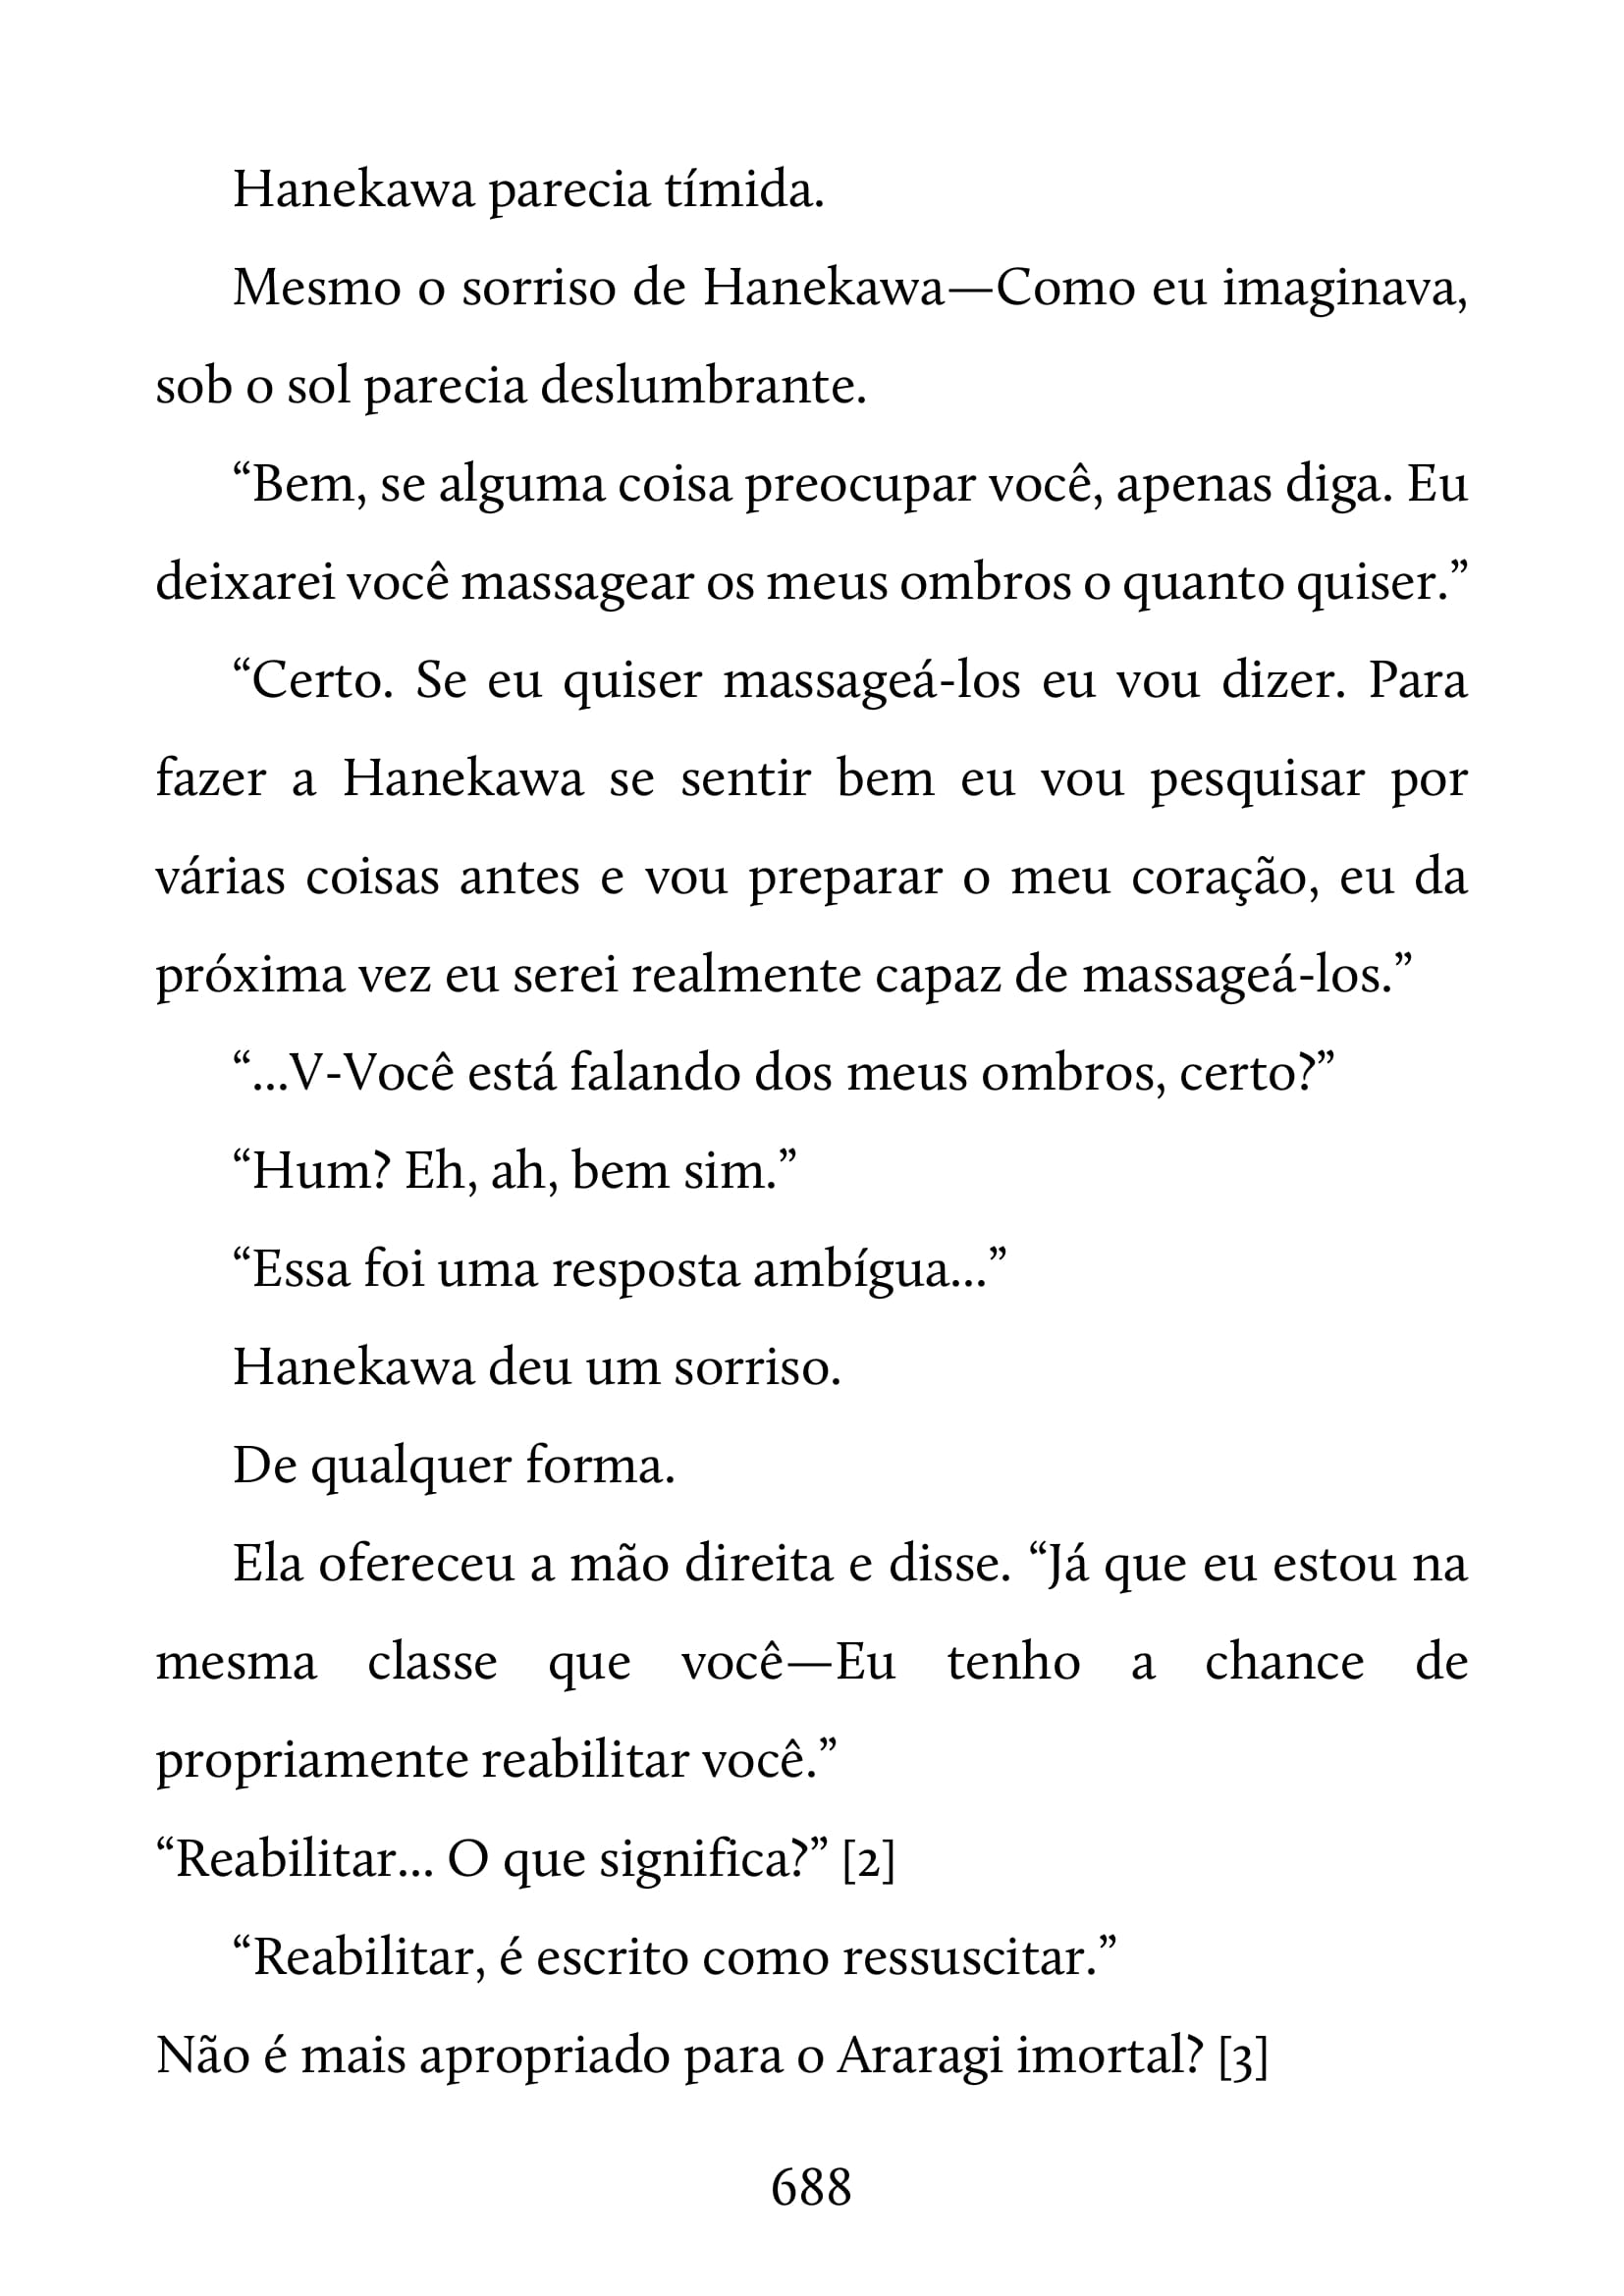 Hanekawa parecia tímida.
Mesmo o sorriso de Hanekawa—Como eu imaginava,
sob o sol parecia deslumbrante.
“Bem, se alguma coisa preocupar você, apenas diga. Eu
deixarei você massagear os meus ombros o quanto quiser.”
“Certo. Se eu quiser massageá-los eu vou dizer. Para
fazer a Hanekawa se sentir bem eu vou pesquisar por
várias coisas antes e vou preparar o meu coração, eu da
próxima vez eu serei realmente capaz de massageá-los.”
“...V-Você está falando dos meus ombros, certo?”
“Hum? Eh, ah, bem sim.”
“Essa foi uma resposta ambígua...”
Hanekawa deu um sorriso.
De qualquer forma.
Ela ofereceu a mão direita e disse. “Já que eu estou na
mesma classe que você—Eu tenho a chance de
propriamente reabilitar você.”
“Reabilitar... O que significa?” [2]
“Reabilitar, é escrito como ressuscitar.”
Não é mais apropriado para o Araragi imortal? [3]
688